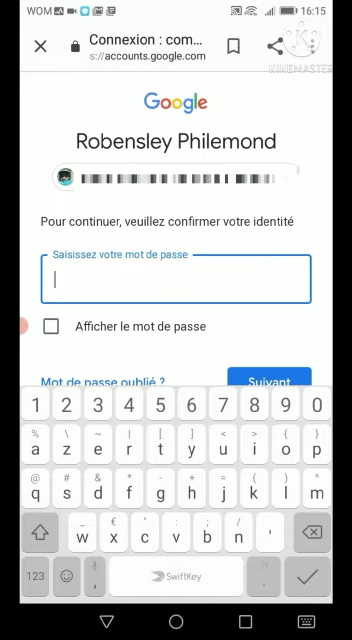 WOM 16:15
Connexion : com...
s://accounts.google.com
KINEMASTER
Google
Robensley Philemond
Pour continuer, veuillez confirmer votre identité
Saisissez votre mot de passe
Afficher le mot de passe
Mot de passe oublié ?
Suivant
1 2 3 4 5 6 7 8 9 0
% \ ~ | [ ] < > { }
a z e r t y u i o p
@ # & * - + = ( ) ^
q s d f g h j k l m
_ € " : ; /
w x c v b n '
123 , SwiftKey .